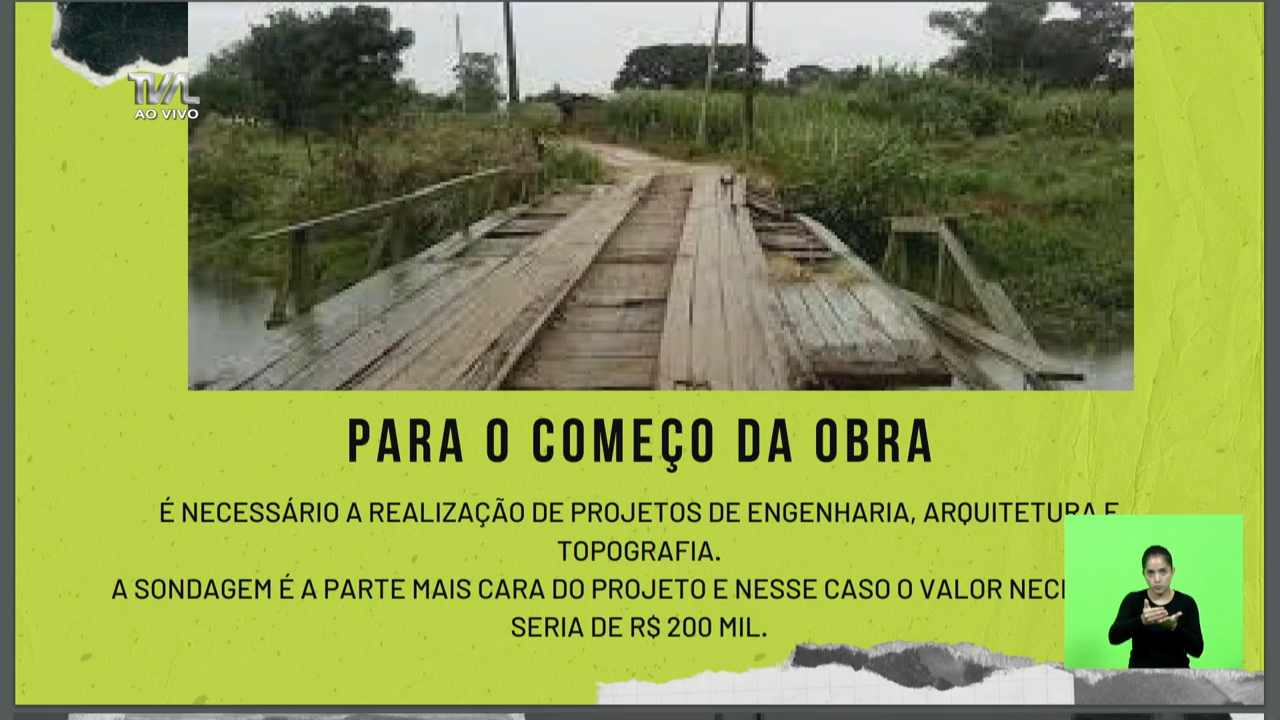 TVAL
AO VIVO
PARA O COMEÇO DA OBRA
É NECESSÁRIO A REALIZAÇÃO DE PROJETOS DE ENGENHARIA, ARQUITETURA E
TOPOGRAFIA.
A SONDAGEM É A PARTE MAIS CARA DO PROJETO E NESSE CASO O VALOR
SERIA DE R$ 200 MIL.